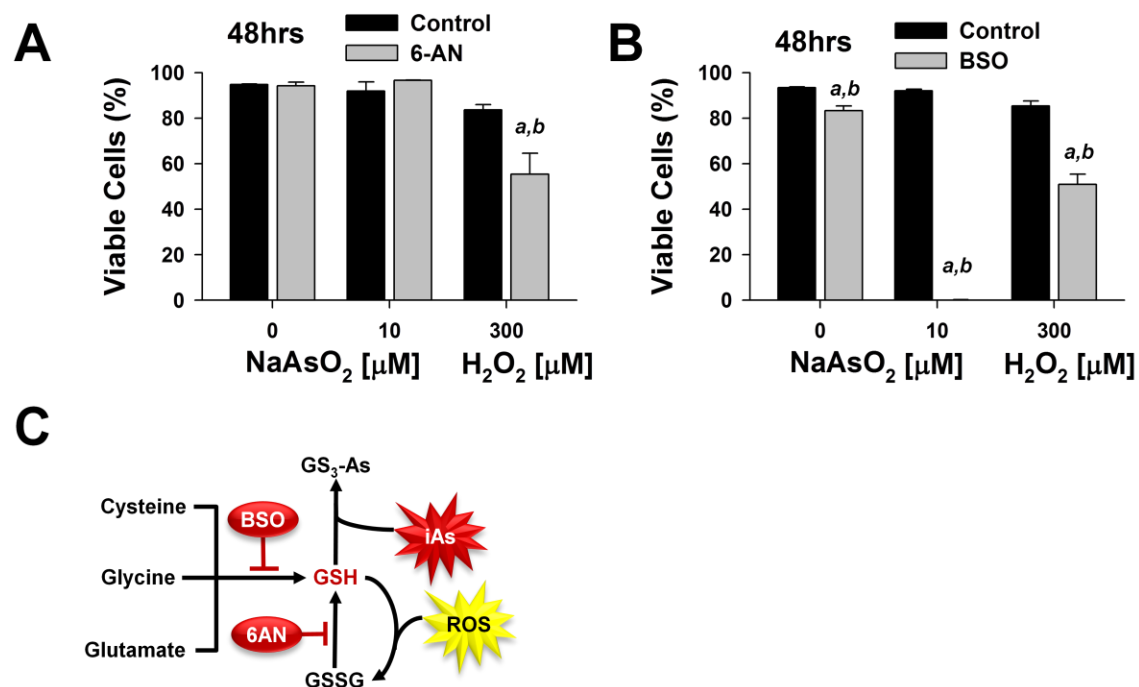 A
48hrs
Control
6-AN
Viable Cells (%)
100
80
60
40
20
0
a,b
0
10
300
NaAsO₂ [μM]
H₂O₂ [μM]
B
48hrs
Control
BSO
Viable Cells (%)
100
80
60
40
20
0
a,b
a,b
a,b
0
10
300
NaAsO₂ [μM]
H₂O₂ [μM]
C
GS₃-As
Cysteine
BSO
iAs
Glycine
GSH
6AN
ROS
Glutamate
GSSG